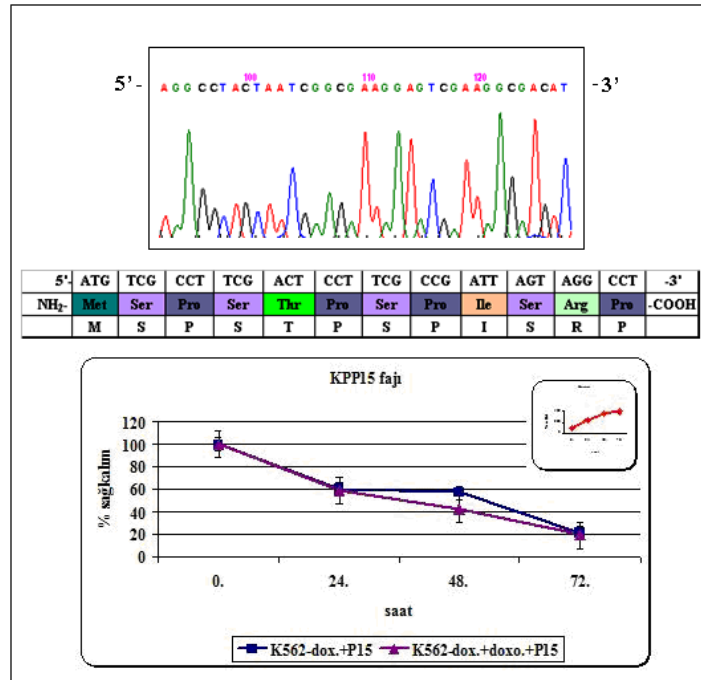 100 110 120
5'- AGGCCTACTAATCGGCGAAGGAGTCGAAGGCGACAT -3'
5'- ATG TCG CCT TCG ACT CCT TCG CCG ATT AGT AGG CCT -3'
NH2- Met Ser Pro Ser Thr Pro Ser Pro Ile Ser Arg Pro -COOH
M S P S T P S P I S R P
KPP15 fajı
120
100
80
60
40
20
0
% sağkalım
0. 24. 48. 72.
saat
K562-dox.+P15 K562-dox.+doxo.+P15